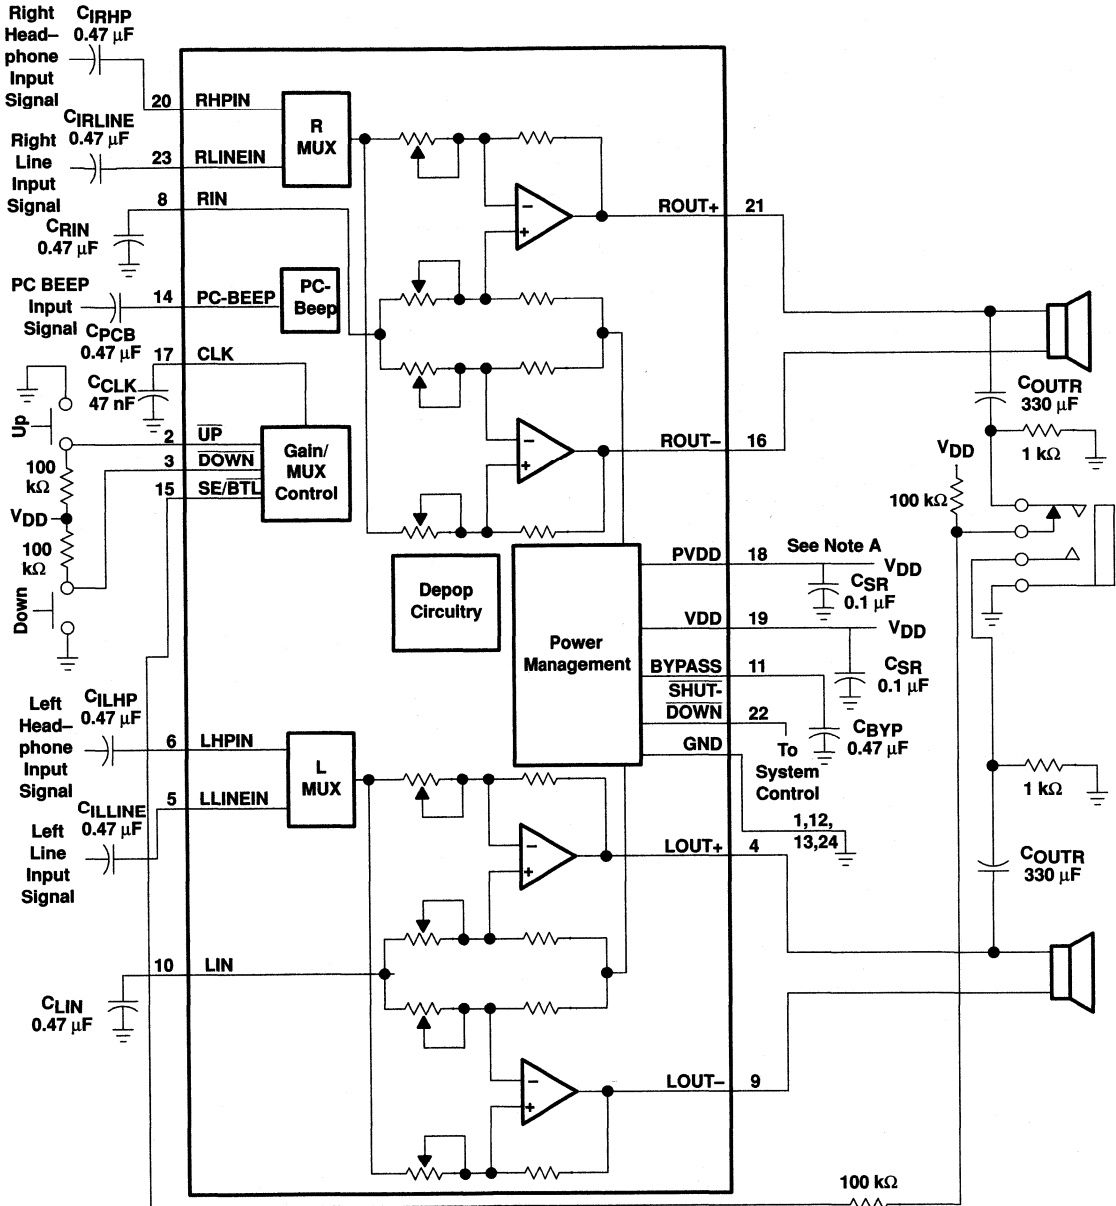 Right
Head–
phone
Input
Signal
CIRHP
0.47 µF
20
RHPIN
CIRLINE
0.47 µF
Right
Line
Input
Signal
23
RLINEIN
R
MUX
8
RIN
CRIN
0.47 µF
PC BEEP
Input
Signal
14
PC-BEEP
PC-
Beep
CPCB
0.47 µF
17
CLK
CCLK
47 nF
Up
2
UP
3
DOWN
15
SE/BTL
Gain/
MUX
Control
100
kΩ
VDD
100
kΩ
Down
ROUT+
21
ROUT–
16
COUTR
330 µF
1 kΩ
VDD
100 kΩ
Depop
Circuitry
Power
Management
PVDD
18
See Note A
VDD
CSR
0.1 µF
VDD
19
VDD
CSR
0.1 µF
BYPASS
11
CBYP
0.47 µF
SHUT-
DOWN
22
To
System
Control
GND
1,12,
13,24
Left
Head–
phone
Input
Signal
CILHP
0.47 µF
6
LHPIN
CILLINE
0.47 µF
Left
Line
Input
Signal
5
LLINEIN
L
MUX
LOUT+
4
1 kΩ
COUTR
330 µF
10
LIN
CLIN
0.47 µF
LOUT–
9
100 kΩ
− + − + − + − +